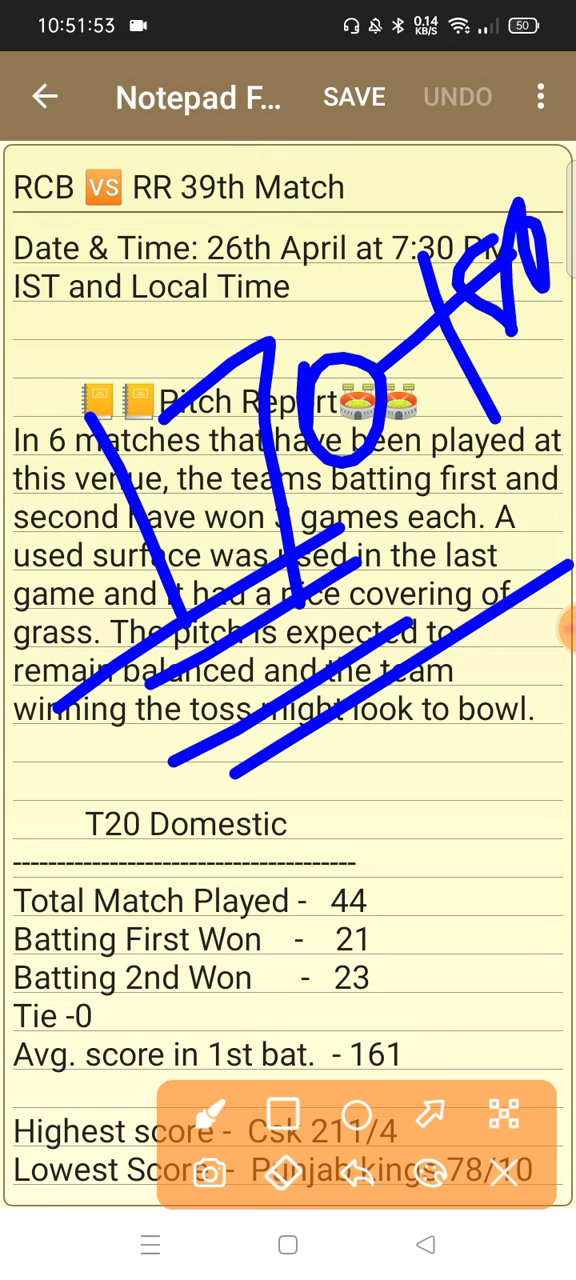 10:51:53
0.14 KB/S
50
Notepad F...
SAVE
UNDO
RCB VS RR 39th Match
Date & Time: 26th April at 7:30 PM
IST and Local Time
Pitch Report
In 6 matches that have been played at
this venue, the teams batting first and
second have won 3 games each. A
used surface was used in the last
game and it had a nice covering of
grass. The pitch is expected to
remain balanced and the team
winning the toss might look to bowl.
170+
T20 Domestic
----------------------------------------
Total Match Played - 44
Batting First Won - 21
Batting 2nd Won - 23
Tie -0
Avg. score in 1st bat. - 161
Highest score - Csk 211/4
Lowest Score - Punjab kings 78/10